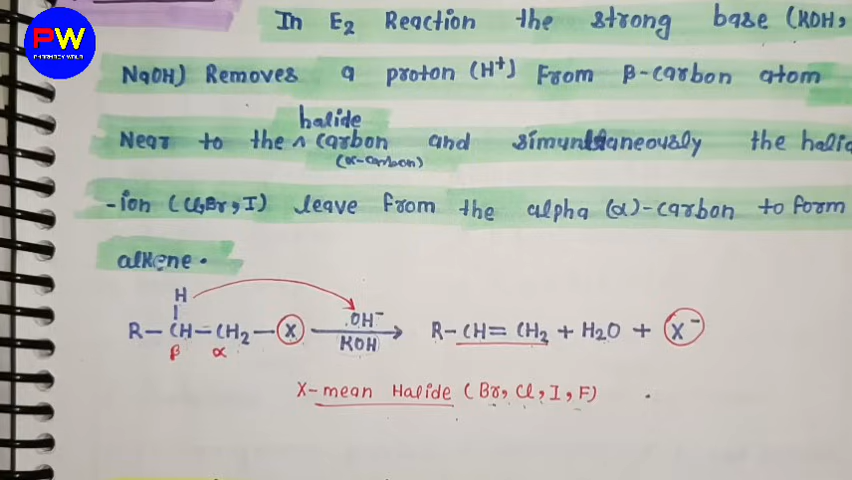 PW
PHARMACY WALA
In E₂ Reaction the strong base (KOH,
NaOH) Removes a proton (H⁺) From β-carbon atom
halide
Near to the ^ carbon and simultaneously the halid
(α-carbon)
-ion (Cl,Br,I) leave from the alpha (α)-carbon to form
alkene.
H
R-CH-CH₂-X OH⁻ R-CH=CH₂ + H₂O + X⁻
β α KOH
X-mean Halide (Br, Cl, I, F)